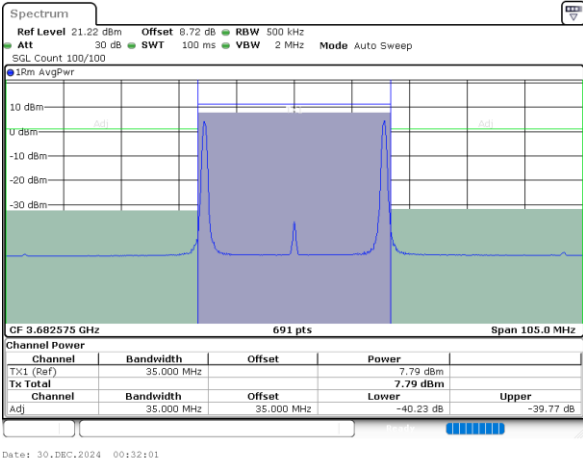 Spectrum
Ref Level 21.22 dBm Offset 8.72 dB RBW 500 kHz
Att 30 dB SWT 100 ms VBW 2 MHz Mode Auto Sweep
SGL Count 100/100
1Rm AvgPwr
10 dBm
Adj Adj
0 dBm
-10 dBm
-20 dBm
-30 dBm
CF 3.682575 GHz 691 pts Span 105.0 MHz
Channel Power
Channel Bandwidth Offset Power
TX1 (Ref) 35.000 MHz 7.79 dBm
Tx Total 7.79 dBm
Channel Bandwidth Offset Lower Upper
Adj 35.000 MHz 35.000 MHz -40.23 dB -39.77 dB
Ready
Date: 30.DEC.2024 00:32:01